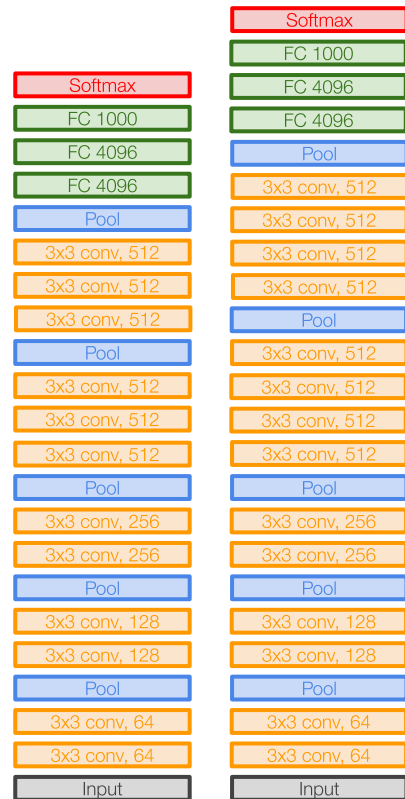 Softmax
FC 1000
FC 4096
FC 4096
Pool
3x3 conv, 512
3x3 conv, 512
3x3 conv, 512
Pool
3x3 conv, 512
3x3 conv, 512
3x3 conv, 512
Pool
3x3 conv, 256
3x3 conv, 256
Pool
3x3 conv, 128
3x3 conv, 128
Pool
3x3 conv, 64
3x3 conv, 64
Input
Softmax
FC 1000
FC 4096
FC 4096
Pool
3x3 conv, 512
3x3 conv, 512
3x3 conv, 512
3x3 conv, 512
Pool
3x3 conv, 512
3x3 conv, 512
3x3 conv, 512
3x3 conv, 512
Pool
3x3 conv, 256
3x3 conv, 256
Pool
3x3 conv, 128
3x3 conv, 128
Pool
3x3 conv, 64
3x3 conv, 64
Input